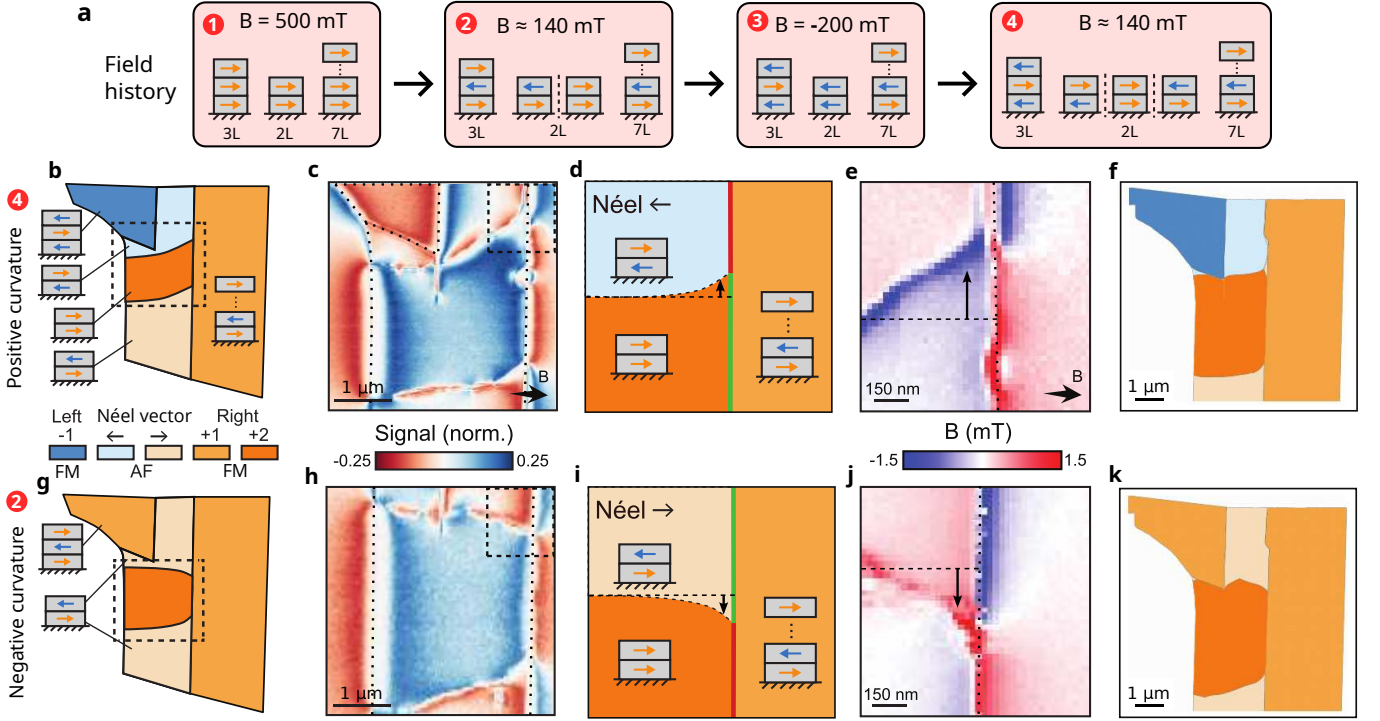 a
Field
history
1 B = 500 mT
3L 2L 7L
2 B ≈ 140 mT
3L 2L 7L
3 B = -200 mT
3L 2L 7L
4 B ≈ 140 mT
3L 2L 7L
4
Positive curvature
b
c
1 µm
B
d
Néel ←
e
150 nm
B
f
1 µm
Left Néel vector Right
-1 ← → +1 +2
FM AF FM
Signal (norm.)
-0.25 0.25
B (mT)
-1.5 1.5
2
Negative curvature
g
h
1 µm
i
Néel →
j
150 nm
k
1 µm